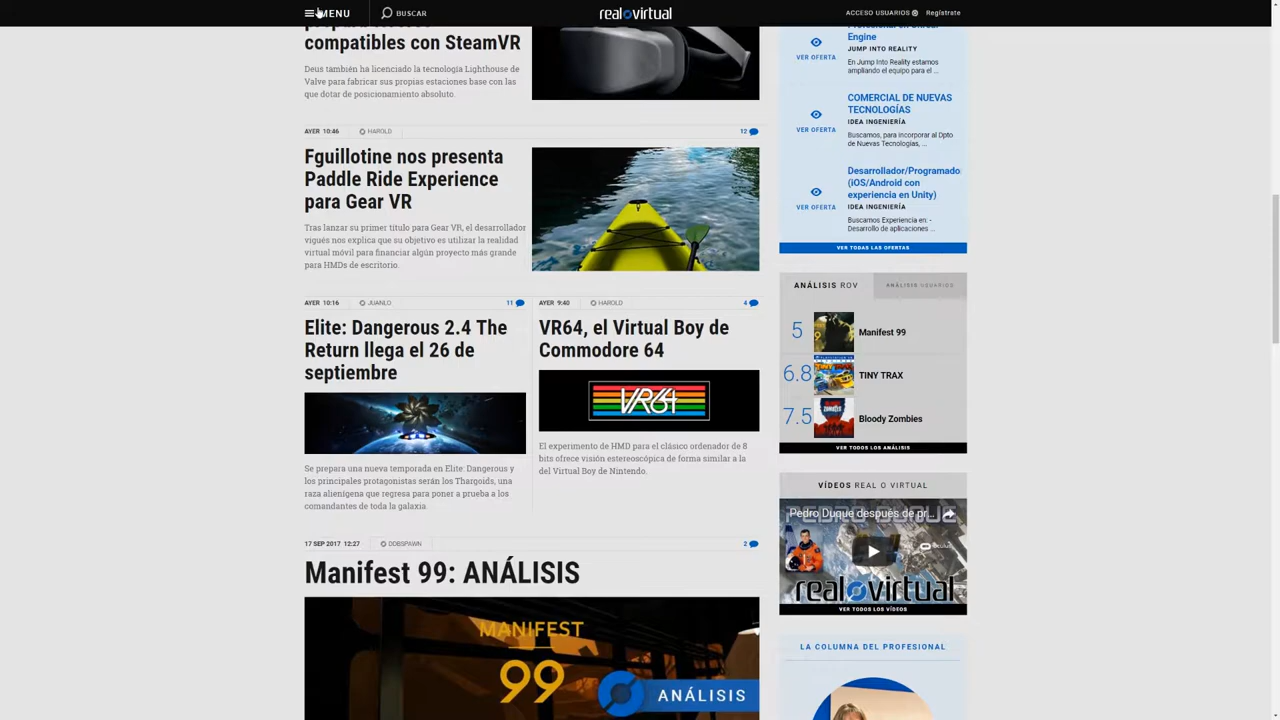 MENU
BUSCAR
real o virtual
ACCESO USUARIOS
Regístrate
compatibles con SteamVR
Deus también ha licenciado la tecnología Lighthouse de
Valve para fabricar sus propias estaciones base con las
que dotar de posicionamiento absoluto.
AYER 10:46
HAROLD
12
Fguillotine nos presenta
Paddle Ride Experience
para Gear VR
Tras lanzar su primer título para Gear VR, el desarrollador
vigués nos explica que su objetivo es utilizar la realidad
virtual móvil para financiar algún proyecto más grande
para HMDs de escritorio.
AYER 10:16
JUANLO
11
Elite: Dangerous 2.4 The
Return llega el 26 de
septiembre
Se prepara una nueva temporada en Elite: Dangerous y
los principales protagonistas serán los Thargoids, una
raza alienígena que regresa para poner a prueba a los
comandantes de toda la galaxia.
AYER 9:40
HAROLD
4
VR64, el Virtual Boy de
Commodore 64
VR64
El experimento de HMD para el clásico ordenador de 8
bits ofrece visión estereoscópica de forma similar a la
del Virtual Boy de Nintendo.
17 SEP 2017 12:27
DDBSPAWN
2
Manifest 99: ANÁLISIS
MANIFEST
99
ANÁLISIS
Engine
JUMP INTO REALITY
VER OFERTA
En Jump Into Reality estamos
ampliando el equipo para el ...
COMERCIAL DE NUEVAS
TECNOLOGÍAS
IDEA INGENIERÍA
VER OFERTA
Buscamos, para incorporar al Dpto
de Nuevas Tecnologías, ...
Desarrollador/Programado
(iOS/Android con
experiencia en Unity)
IDEA INGENIERÍA
VER OFERTA
Buscamos Experiencia en: -
Desarrollo de aplicaciones ...
VER TODAS LAS OFERTAS
ANÁLISIS ROV
ANÁLISIS USUARIOS
5
Manifest 99
6.8
TINY TRAX
7.5
Bloody Zombies
VER TODOS LOS ANÁLISIS
VÍDEOS REAL O VIRTUAL
Pedro Duque después de pr...
PEDRO DUQUE
oculus
real o virtual
VER TODOS LOS VÍDEOS
LA COLUMNA DEL PROFESIONAL